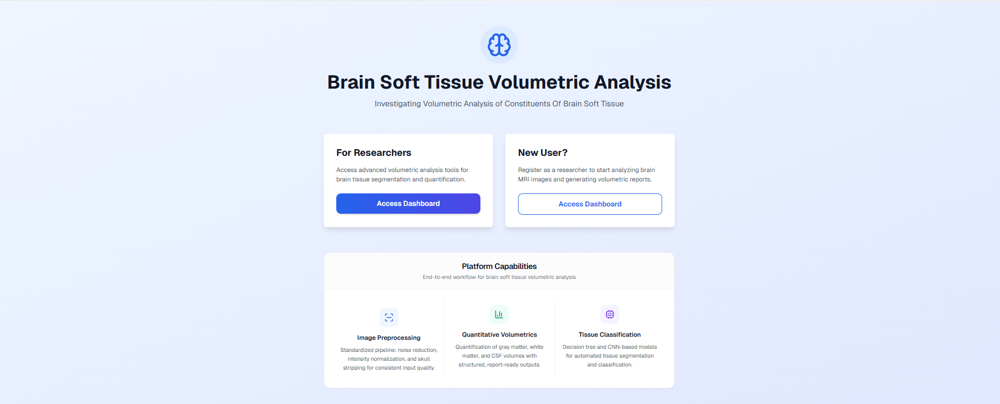 Brain Soft Tissue Volumetric Analysis
Investigating Volumetric Analysis of Constituents Of Brain Soft Tissue
For Researchers
Access advanced volumetric analysis tools for
brain tissue segmentation and quantification.
Access Dashboard
New User?
Register as a researcher to start analyzing brain
MRI images and generating volumetric reports.
Access Dashboard
Platform Capabilities
End-to-end workflow for brain soft tissue volumetric analysis
Image Preprocessing
Standardized pipeline: noise reduction,
intensity normalization, and skull
stripping for consistent input quality.
Quantitative Volumetrics
Quantification of gray matter, white
matter, and CSF volumes with
structured, report-ready outputs.
Tissue Classification
Decision tree and CNN-based models
for automated tissue segmentation
and classification.